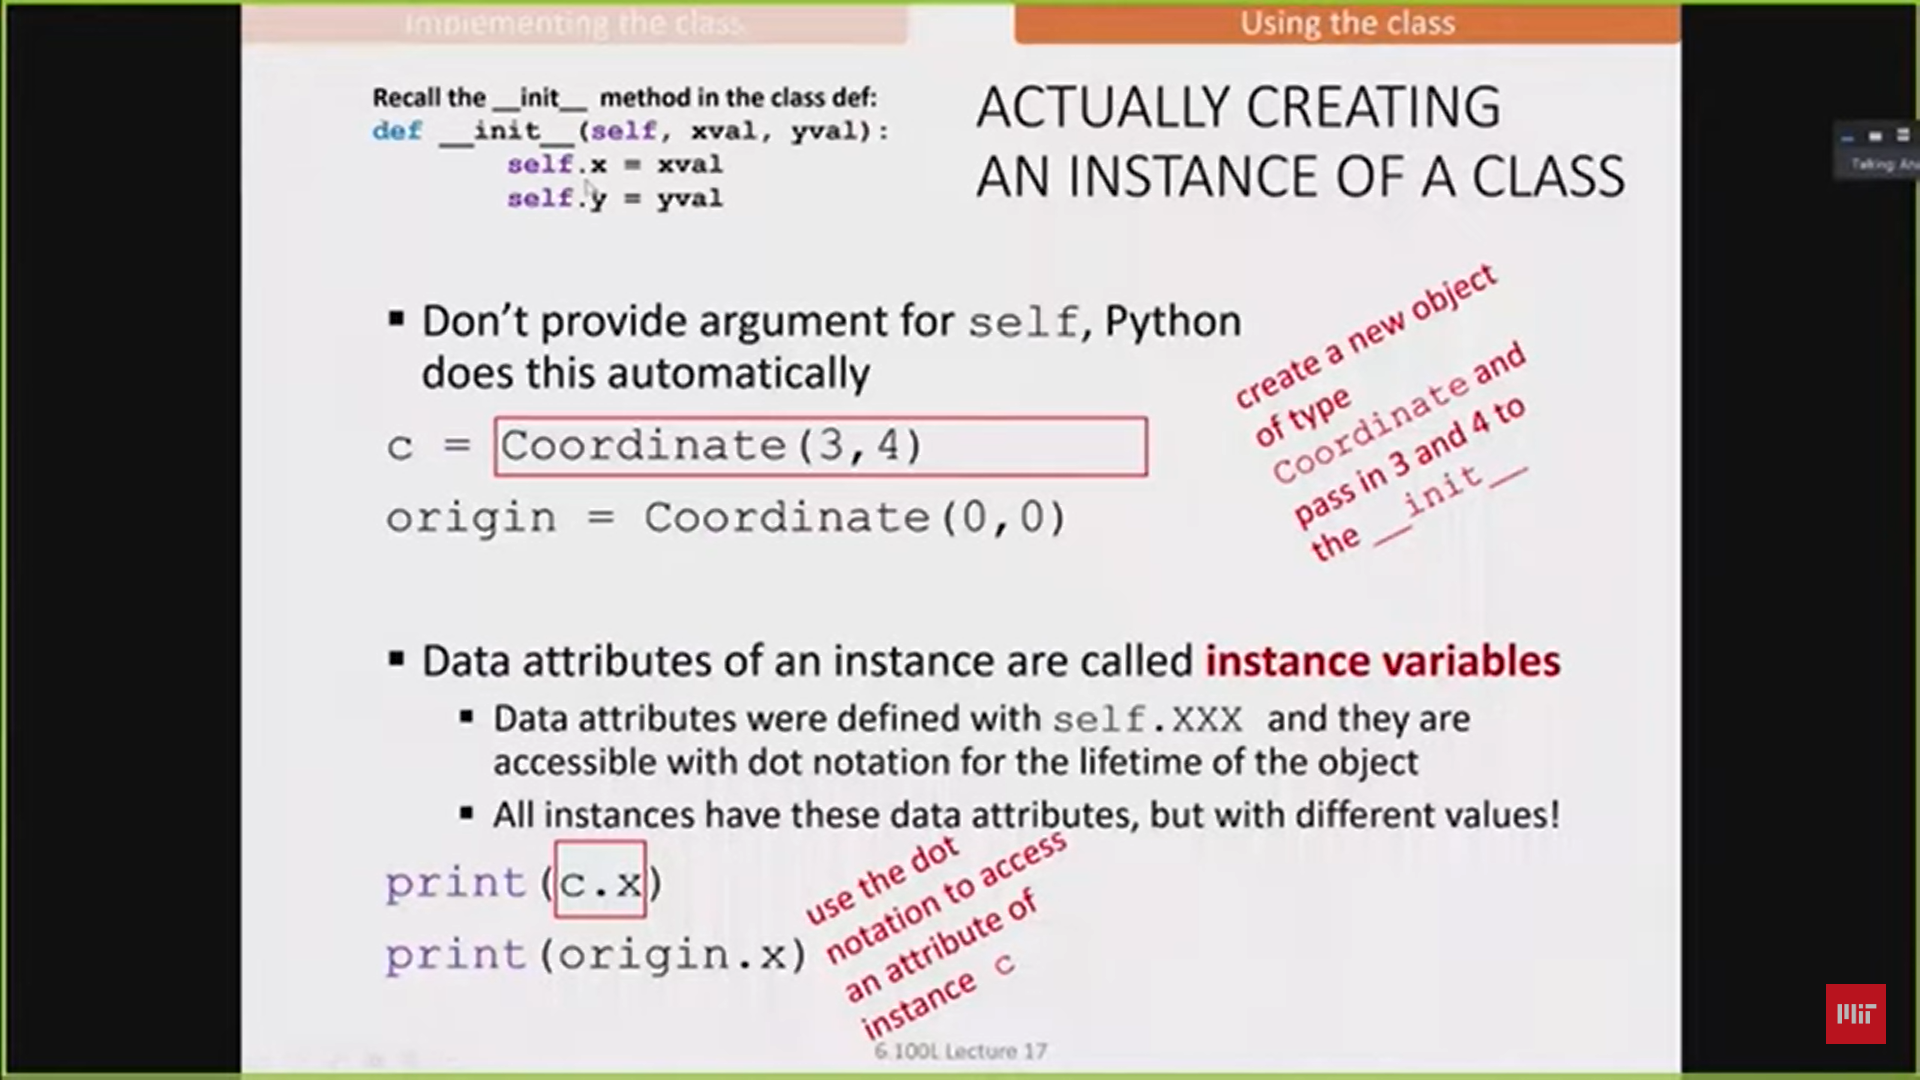 Implementing the class
Using the class
Recall the __init__ method in the class def:
def __init__(self, xval, yval):
self.x = xval
self.y = yval
ACTUALLY CREATING
AN INSTANCE OF A CLASS
▪ Don't provide argument for self, Python
does this automatically
c = Coordinate(3,4)
origin = Coordinate(0,0)
create a new object
of type
Coordinate and
pass in 3 and 4 to
the __init__
▪ Data attributes of an instance are called instance variables
▪ Data attributes were defined with self.XXX and they are
accessible with dot notation for the lifetime of the object
▪ All instances have these data attributes, but with different values!
print(c.x)
print(origin.x)
use the dot
notation to access
an attribute of
instance c
6.100L Lecture 17
Talking:
MIT